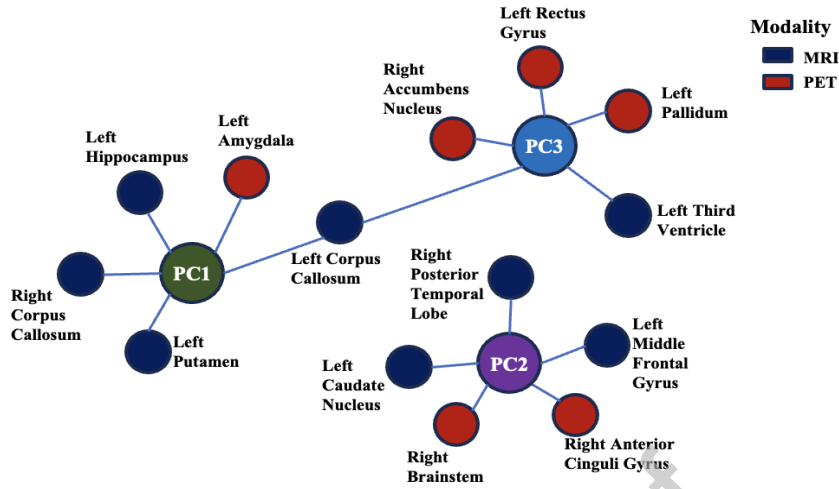 Left Rectus
Gyrus
Modality
MRI
PET
Right
Accumbens
Nucleus
Left
Pallidum
PC3
Left
Hippocampus
Left
Amygdala
Left Third
Ventricle
PC1
Left Corpus
Callosum
Right
Corpus
Callosum
Left
Putamen
Right
Posterior
Temporal
Lobe
Left
Middle
Frontal
Gyrus
PC2
Left
Caudate
Nucleus
Right
Brainstem
Right Anterior
Cinguli Gyrus